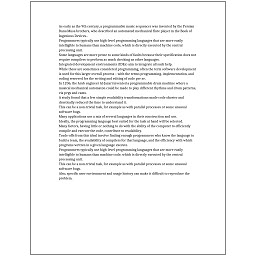 As early as the 9th century, a programmable music sequencer was invented by the Persian
Banu Musa brothers, who described an automated mechanical flute player in the Book of
Ingenious Devices.
Programmers typically use high-level programming languages that are more easily
intelligible to humans than machine code, which is directly executed by the central
processing unit.
Some languages are more prone to some kinds of faults because their specification does not
require compilers to perform as much checking as other languages.
Integrated development environments (IDEs) aim to integrate all such help.
While these are sometimes considered programming, often the term software development
is used for this larger overall process – with the terms programming, implementation, and
coding reserved for the writing and editing of code per se.
In 1206, the Arab engineer Al-Jazari invented a programmable drum machine where a
musical mechanical automaton could be made to play different rhythms and drum patterns,
via pegs and cams.
A study found that a few simple readability transformations made code shorter and
drastically reduced the time to understand it.
This can be a non-trivial task, for example as with parallel processes or some unusual
software bugs.
Many applications use a mix of several languages in their construction and use.
Ideally, the programming language best suited for the task at hand will be selected.
Many factors, having little or nothing to do with the ability of the computer to efficiently
compile and execute the code, contribute to readability.
Trade-offs from this ideal involve finding enough programmers who know the language to
build a team, the availability of compilers for that language, and the efficiency with which
programs written in a given language execute.
Programmers typically use high-level programming languages that are more easily
intelligible to humans than machine code, which is directly executed by the central
processing unit.
This can be a non-trivial task, for example as with parallel processes or some unusual
software bugs.
Also, specific user environment and usage history can make it difficult to reproduce the
problem.